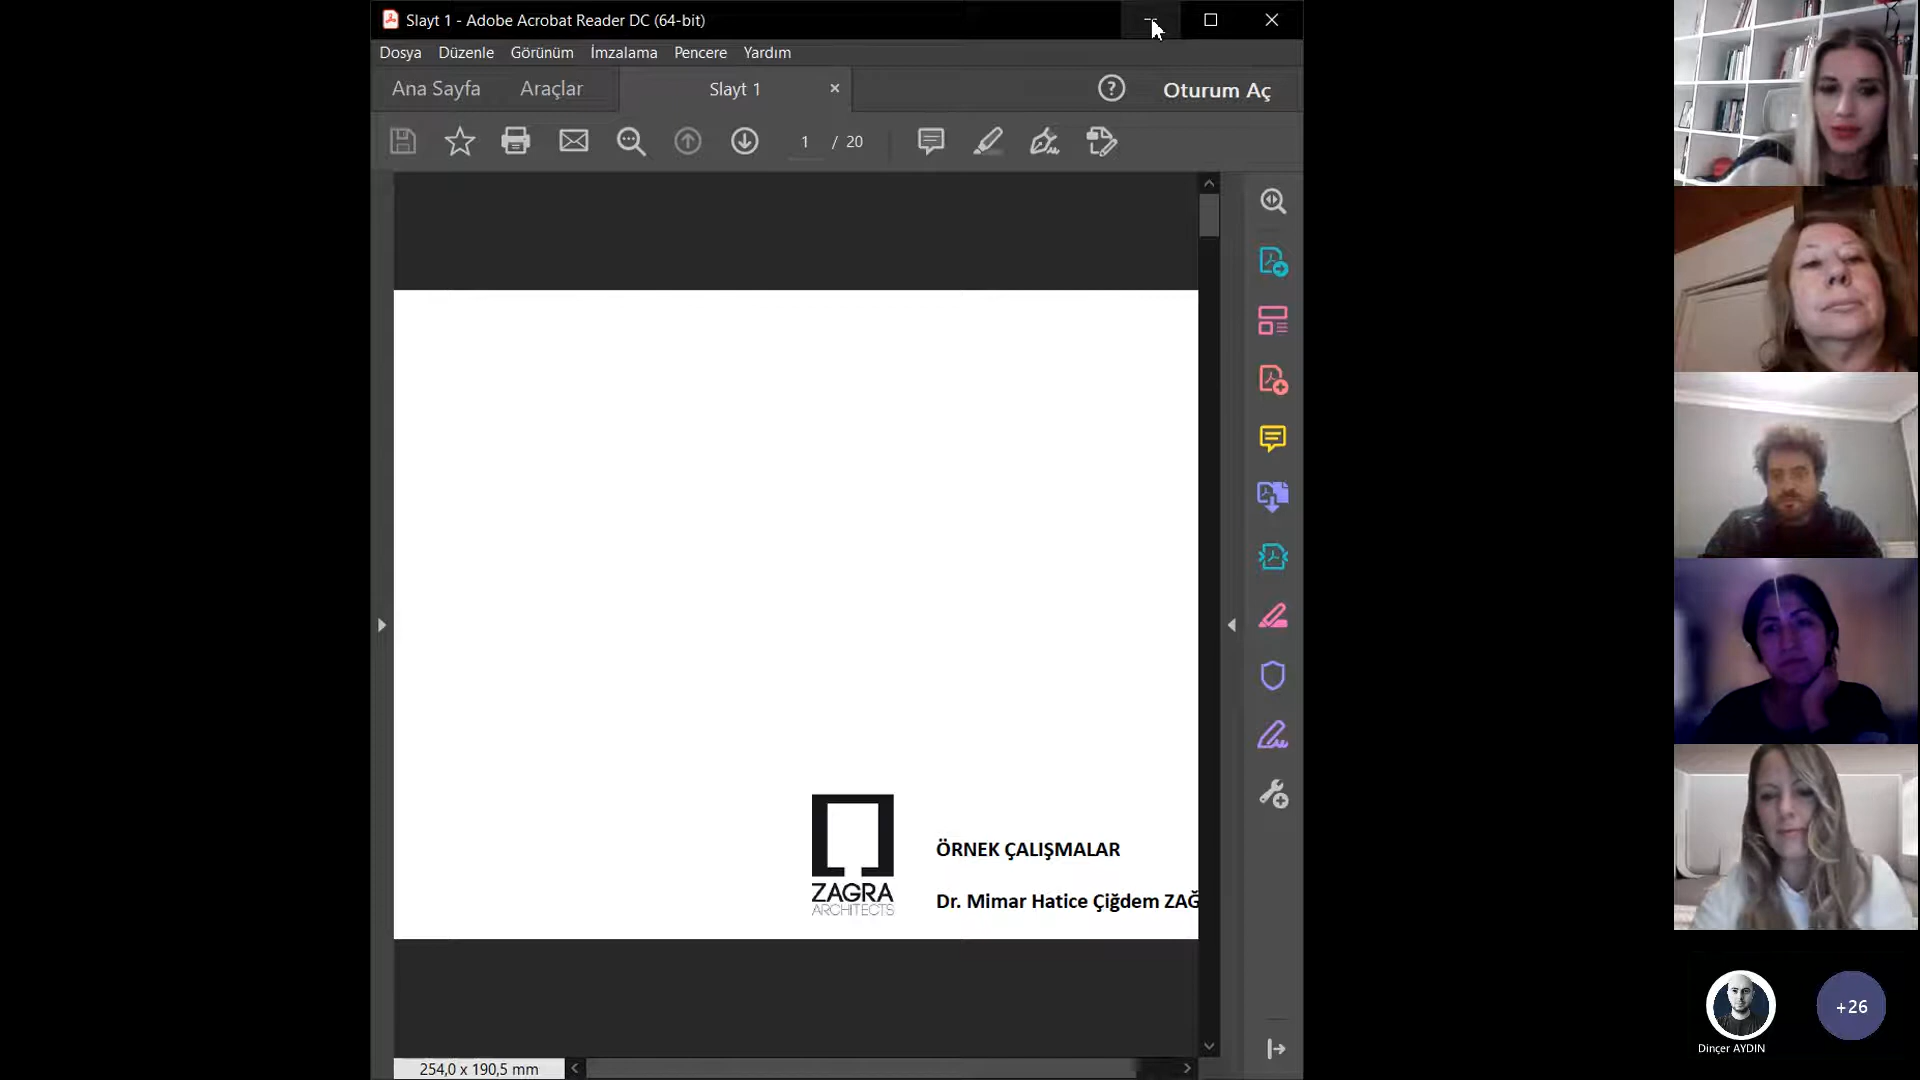 Slayt 1 - Adobe Acrobat Reader DC (64-bit)
Dosya Düzenle Görünüm İmzalama Pencere Yardım
Ana Sayfa Araçlar Slayt 1 Oturum Aç
1 / 20
ÖRNEK ÇALIŞMALAR
ZAGRA
ARCHITECTS
Dr. Mimar Hatice Çiğdem ZAĞ
+26
Dinçer AYDIN
254,0 x 190,5 mm